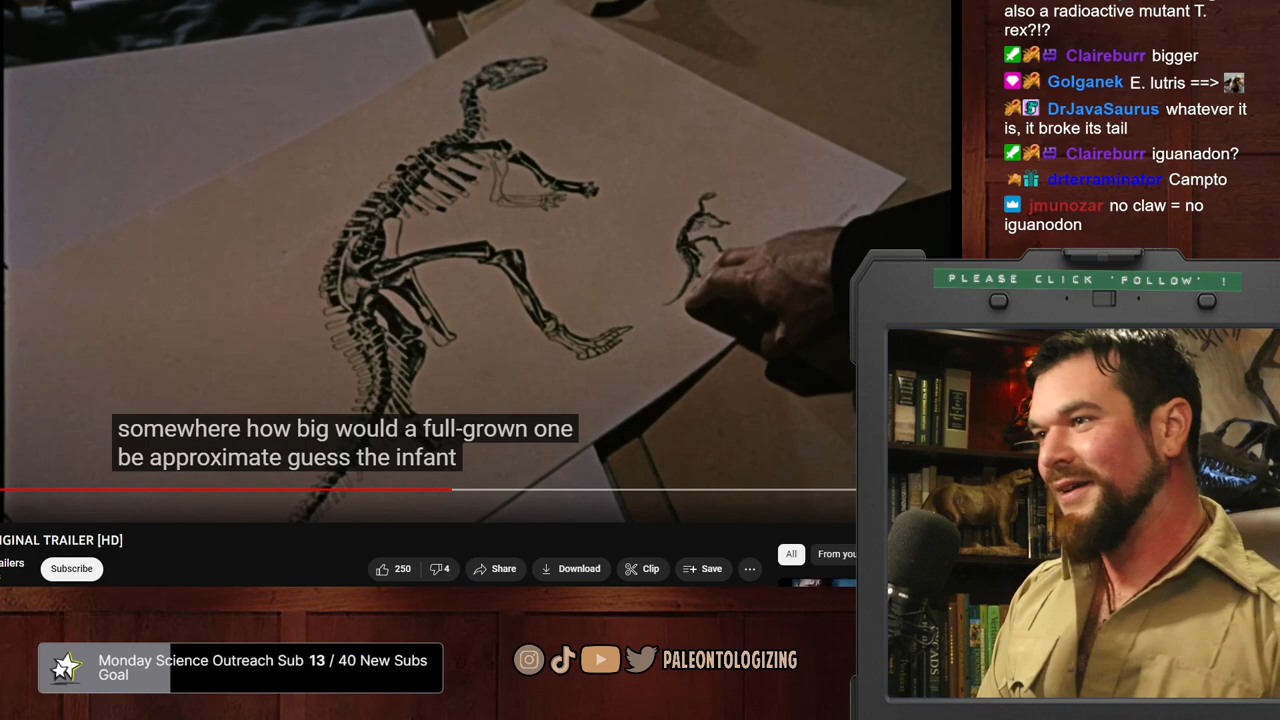 also a radioactive mutant T.
rex?!?
Claireburr bigger
Golganek E. lutris ==>
DrJavaSaurus whatever it
is, it broke its tail
Claireburr iguanadon?
drterraminator Campto
jmunozar no claw = no
iguanodon
PLEASE CLICK 'FOLLOW' !
somewhere how big would a full-grown one
be approximate guess the infant
IGINAL TRAILER [HD]
ailers
Subscribe
250
4
Share
Download
Clip
Save
All
From you
Monday Science Outreach Sub 13 / 40 New Subs
Goal
PALEONTOLOGIZING